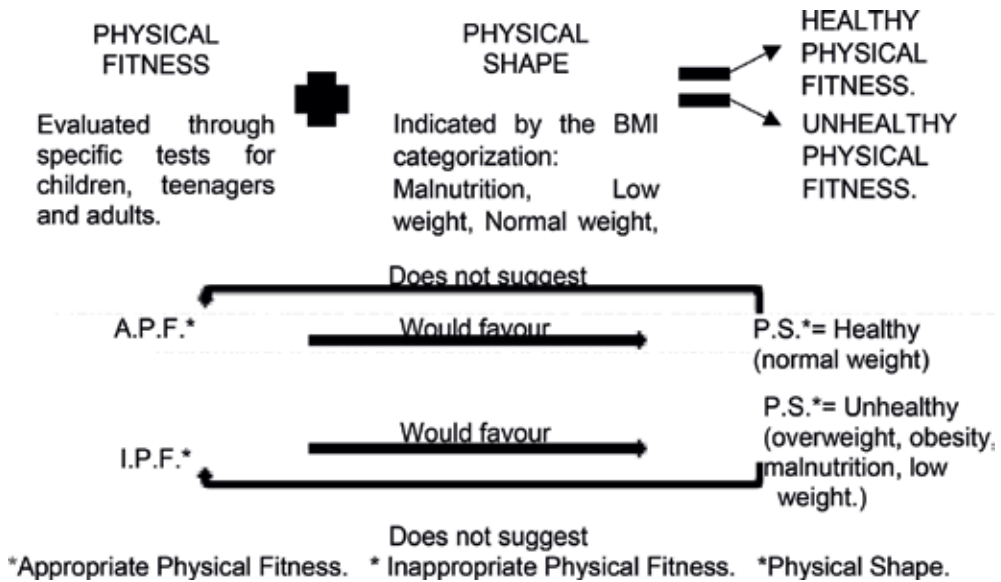 PHYSICAL
FITNESS
Evaluated through
specific tests for
children, teenagers
and adults.
PHYSICAL
SHAPE
Indicated by the BMI
categorization:
Malnutrition, Low
weight, Normal weight,
HEALTHY
PHYSICAL
FITNESS.
UNHEALTHY
PHYSICAL
FITNESS.
Does not suggest
A.P.F.*
Would favour
P.S.*= Healthy
(normal weight)
I.P.F.*
Would favour
P.S.*= Unhealthy
(overweight, obesity,
malnutrition, low
weight.)
Does not suggest
*Appropriate Physical Fitness. * Inappropriate Physical Fitness. *Physical Shape.